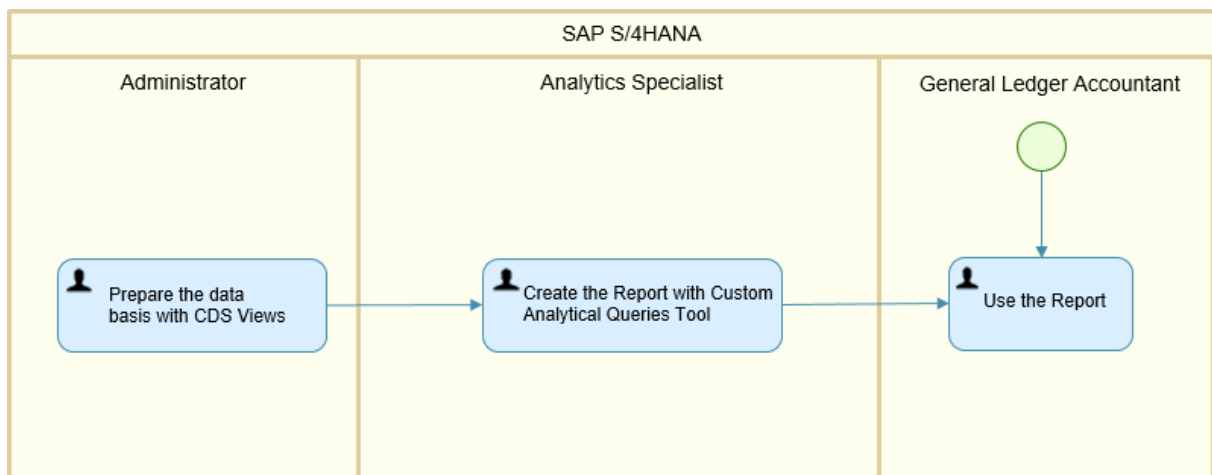 SAP S/4HANA
Administrator
Analytics Specialist
General Ledger Accountant
Prepare the data
basis with CDS Views
Create the Report with Custom
Analytical Queries Tool
Use the Report